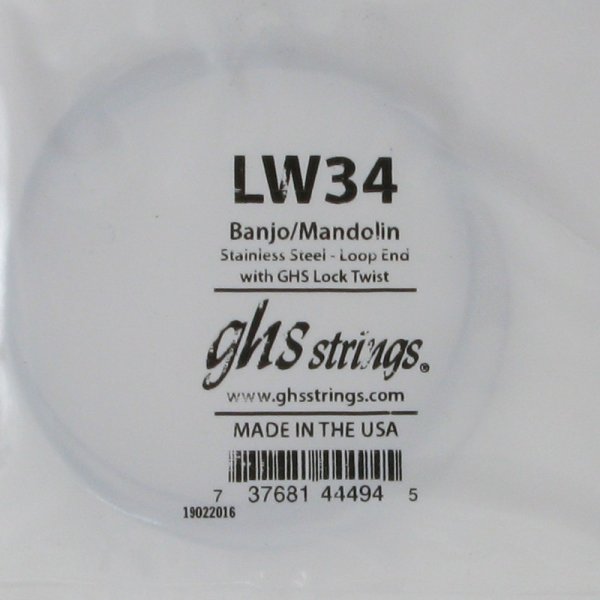 LW34
Banjo/Mandolin
Stainless Steel - Loop End
with GHS Lock Twist
ghs strings®
www.ghsstrings.com
MADE IN THE USA
7 37681 44494 5
19022016